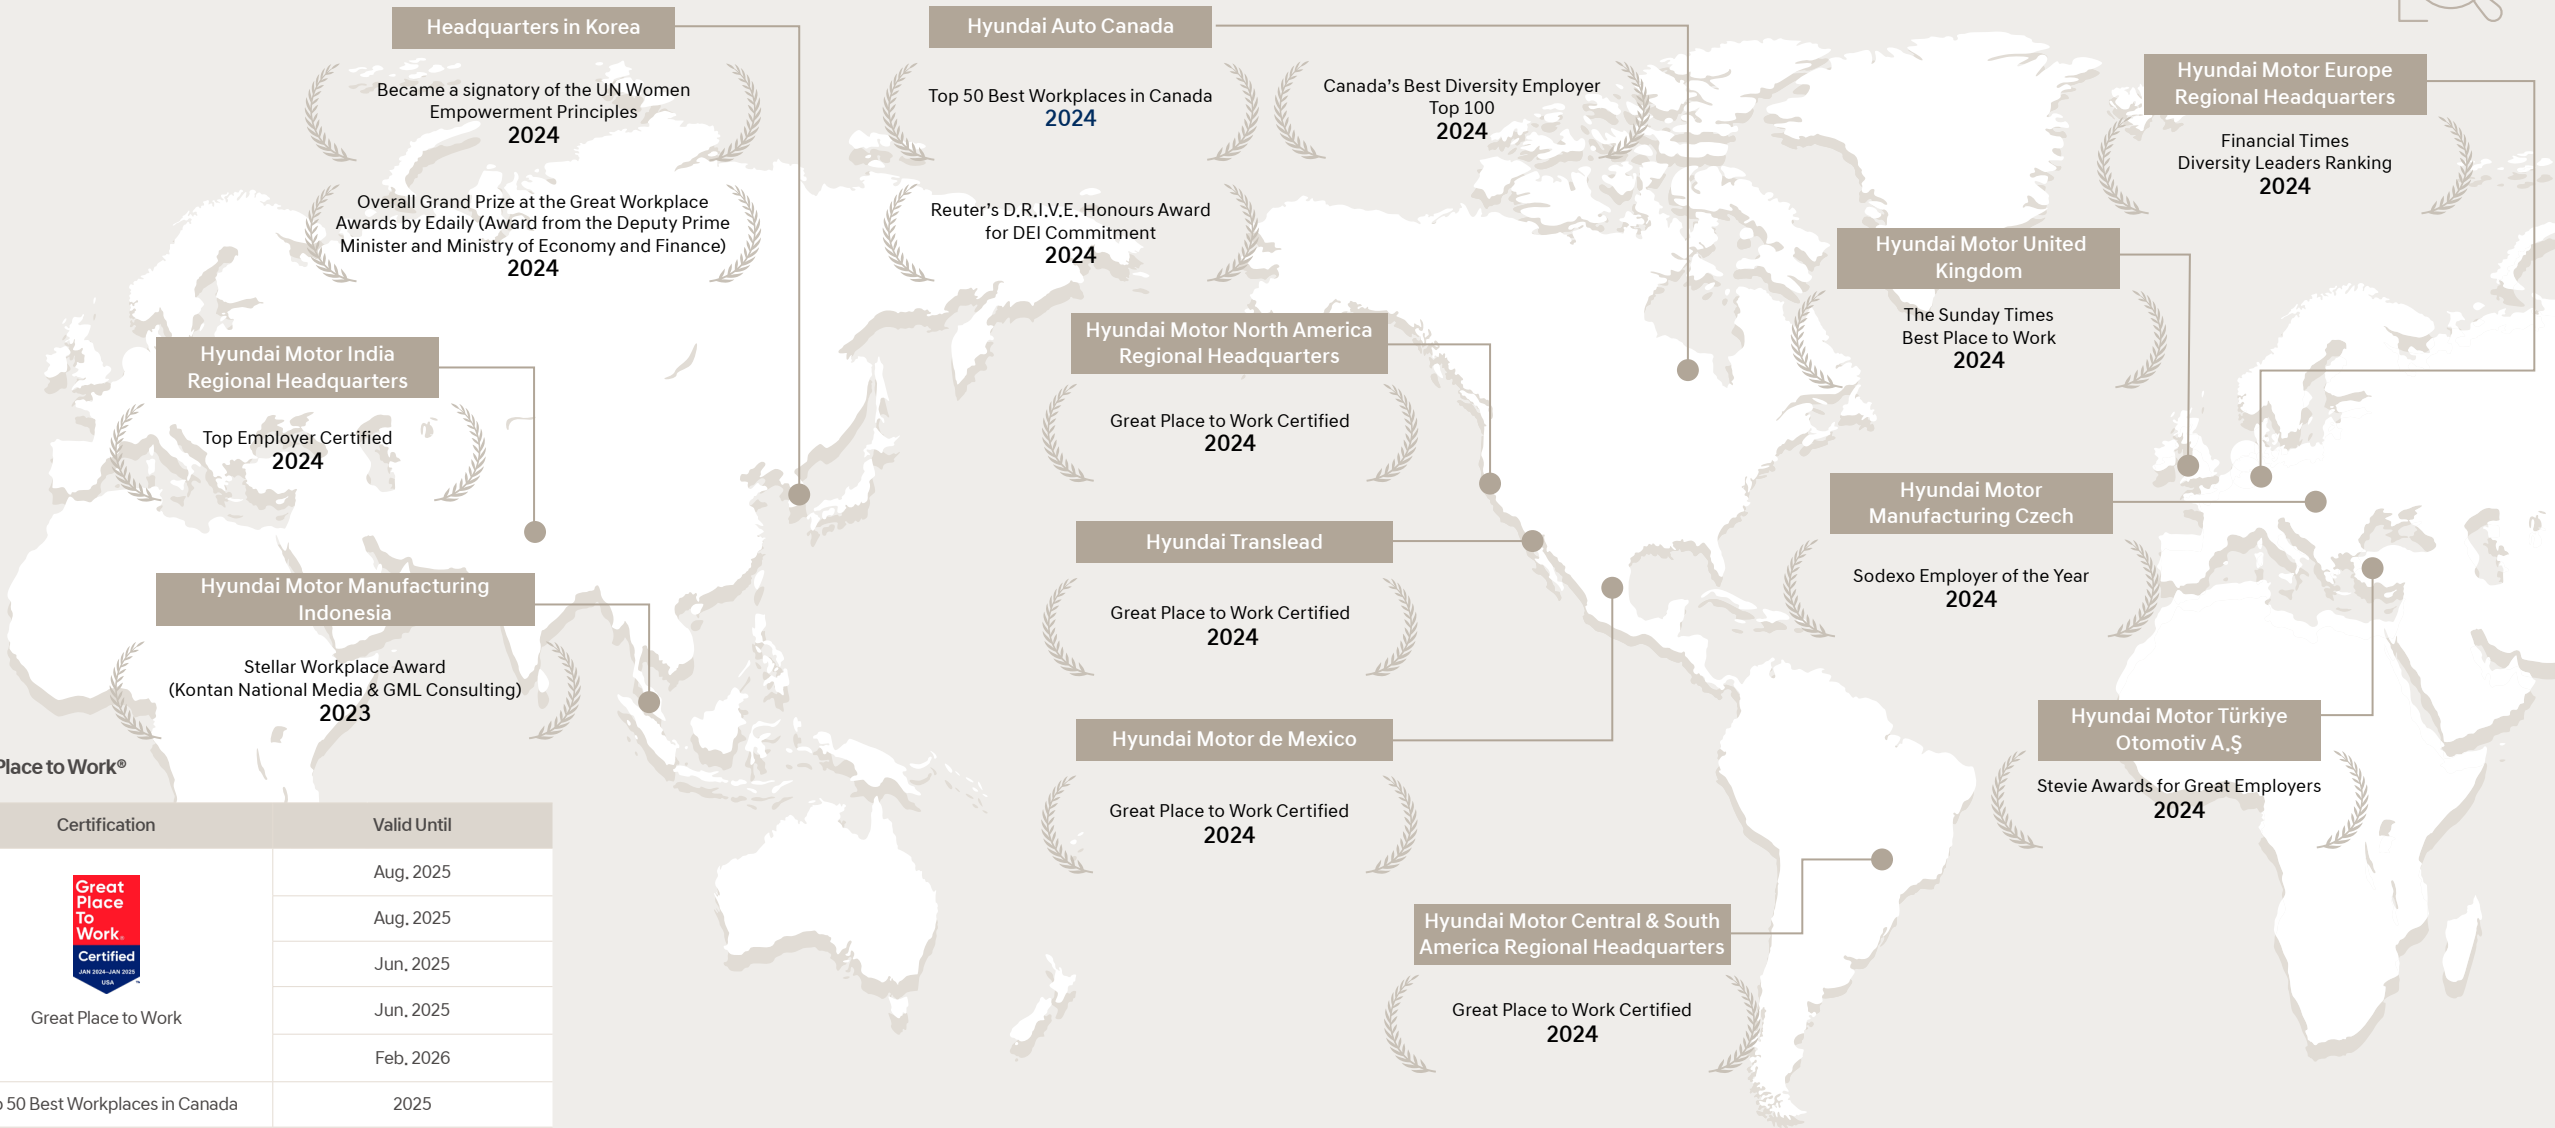 Headquarters in Korea
Became a signatory of the UN Women
Empowerment Principles
2024
Overall Grand Prize at the Great Workplace
Awards by Edaily (Award from the Deputy Prime
Minister and Ministry of Economy and Finance)
2024
Hyundai Auto Canada
Top 50 Best Workplaces in Canada
2024
Canada's Best Diversity Employer
Top 100
2024
Reuter's D.R.I.V.E. Honours Award
for DEI Commitment
2024
Hyundai Motor Europe
Regional Headquarters
Financial Times
Diversity Leaders Ranking
2024
Hyundai Motor United
Kingdom
The Sunday Times
Best Place to Work
2024
Hyundai Motor India
Regional Headquarters
Top Employer Certified
2024
Hyundai Motor North America
Regional Headquarters
Great Place to Work Certified
2024
Hyundai Motor
Manufacturing Czech
Sodexo Employer of the Year
2024
Hyundai Translead
Great Place to Work Certified
2024
Hyundai Motor Manufacturing
Indonesia
Stellar Workplace Award
(Kontan National Media & GML Consulting)
2023
Hyundai Motor de Mexico
Great Place to Work Certified
2024
Hyundai Motor Türkiye
Otomotiv A.Ş
Stevie Awards for Great Employers
2024
Hyundai Motor Central & South
America Regional Headquarters
Great Place to Work Certified
2024
Place to Work®
Certification Valid Until
Great
Place
To
Work.
Certified
JAN 2024–JAN 2025
USA
™
Great Place to Work
Aug. 2025
Aug. 2025
Jun. 2025
Jun. 2025
Feb. 2026
50 Best Workplaces in Canada 2025